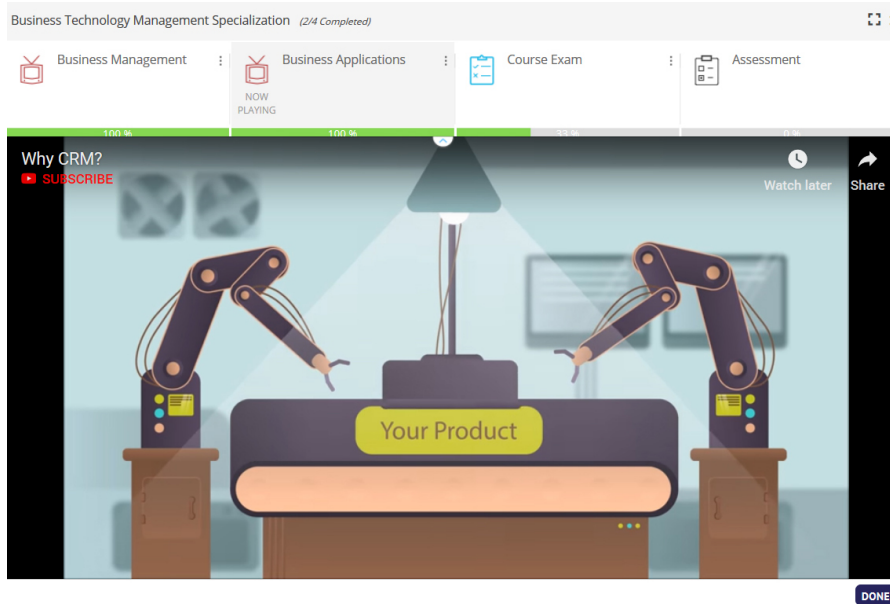 Business Technology Management Specialization (2/4 Completed)
Business Management
Business Applications
Course Exam
Assessment
NOW
PLAYING
100 %
100 %
33 %
0 %
Why CRM?
SUBSCRIBE
Watch later
Share
Your Product
DONE